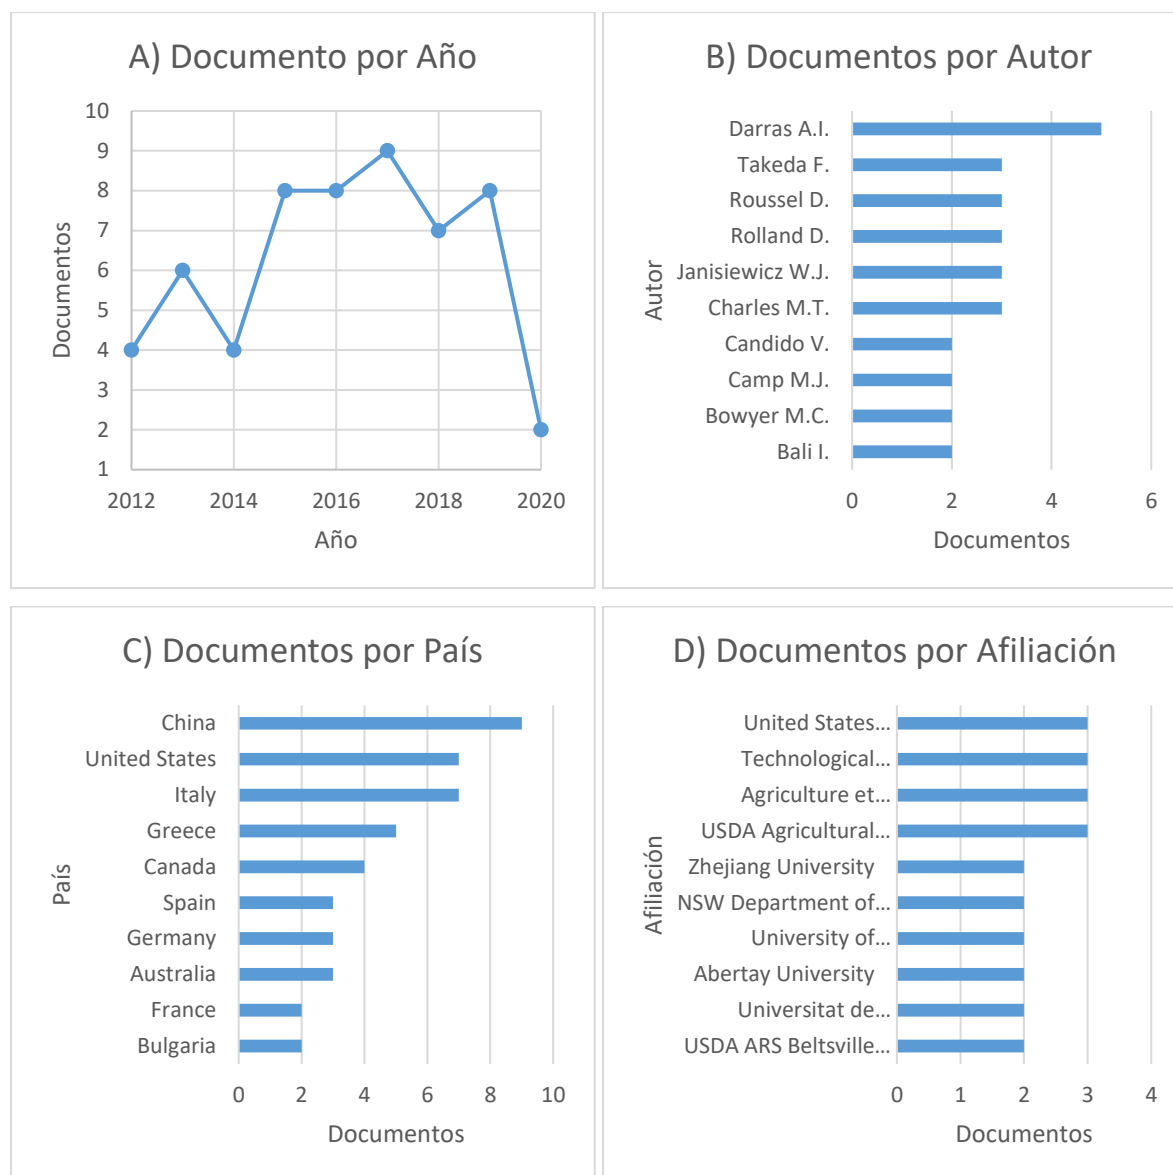 A) Documento por Año
10
9
8
7
6
5
4
3
2
1
Documentos
2012 2014 2016 2018 2020
Año
B) Documentos por Autor
Autor
Darras A.I.
Takeda F.
Roussel D.
Rolland D.
Janisiewicz W.J.
Charles M.T.
Candido V.
Camp M.J.
Bowyer M.C.
Bali I.
0 2 4 6
Documentos
C) Documentos por País
País
China
United States
Italy
Greece
Canada
Spain
Germany
Australia
France
Bulgaria
0 2 4 6 8 10
Documentos
D) Documentos por Afiliación
Afiliación
United States...
Technological...
Agriculture et...
USDA Agricultural...
Zhejiang University
NSW Department of...
University of...
Abertay University
Universitat de...
USDA ARS Beltsville...
0 1 2 3 4
Documentos